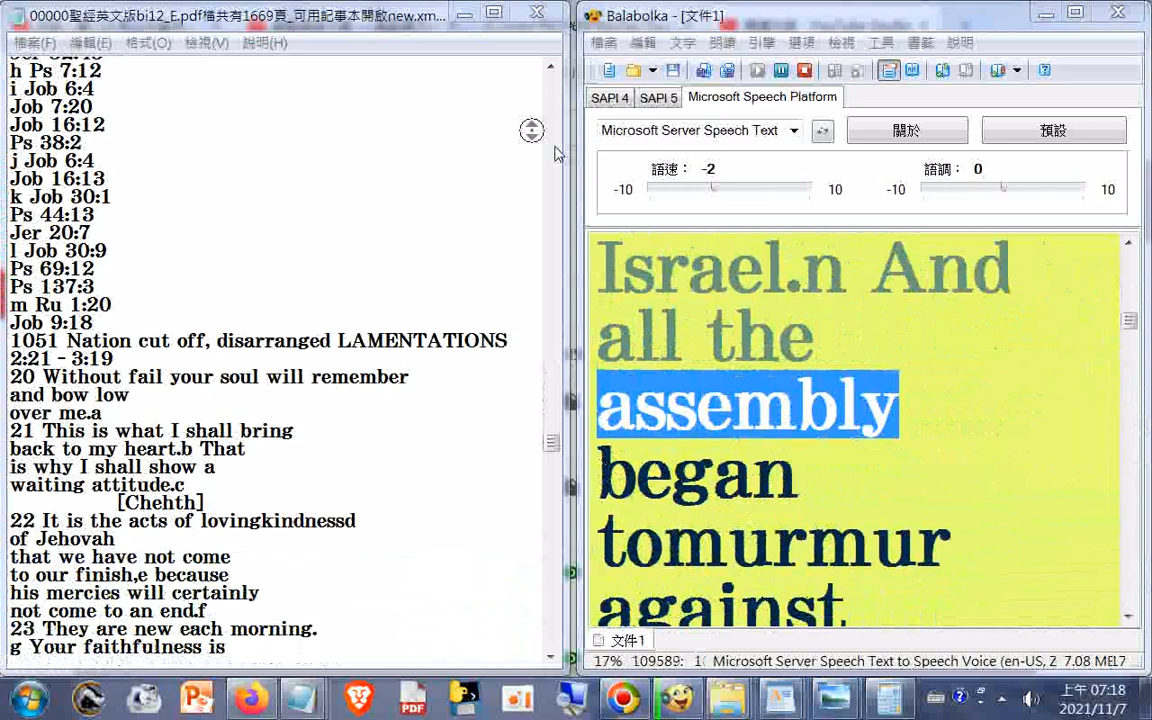 00000聖經英文版bi12_E.pdf檔共有1669頁_可用記事本開啟new.xm...
檔案(F) 編輯(E) 格式(O) 檢視(V) 說明(H)
h Ps 7:12
i Job 6:4
Job 7:20
Job 16:12
Ps 38:2
j Job 6:4
Job 16:13
k Job 30:1
Ps 44:13
Jer 20:7
l Job 30:9
Ps 69:12
Ps 137:3
m Ru 1:20
Job 9:18
1051 Nation cut off, disarranged LAMENTATIONS
2:21 – 3:19
20 Without fail your soul will remember
and bow low
over me.a
21 This is what I shall bring
back to my heart.b That
is why I shall show a
waiting attitude.c
[Chehth]
22 It is the acts of lovingkindnessd
of Jehovah
that we have not come
to our finish,e because
his mercies will certainly
not come to an end.f
23 They are new each morning.
g Your faithfulness is
Balabolka - [文件1]
檔案 編輯 文字 朗讀 引擎 選項 檢視 工具 書籤 說明
SAPI 4 SAPI 5 Microsoft Speech Platform
Microsoft Server Speech Text 關於 預設
語速： -2 語調： 0
-10 10 -10 10
Israel.n And
all the
assembly
began
tomurmur
against
文件1
17% 109589: Microsoft Server Speech Text to Speech Voice (en-US, Z 7.08
PDF
上午 07:18
2021/11/7